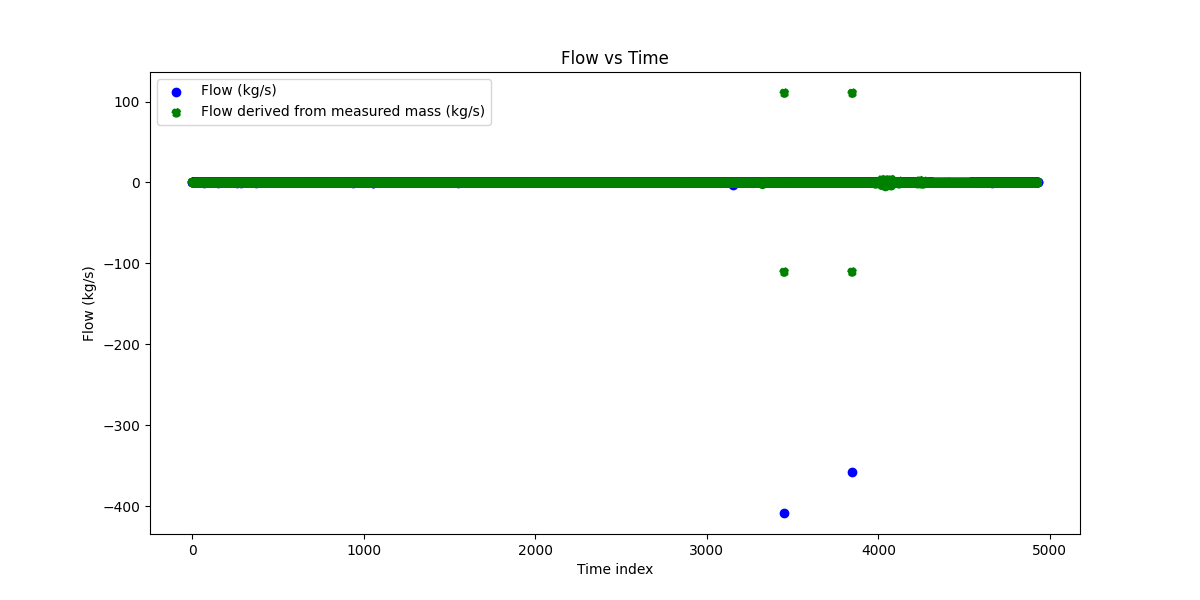 Flow vs Time
Flow (kg/s)
Flow derived from measured mass (kg/s)
100
0
−100
−200
−300
−400
Flow (kg/s)
0
1000
2000
3000
4000
5000
Time index